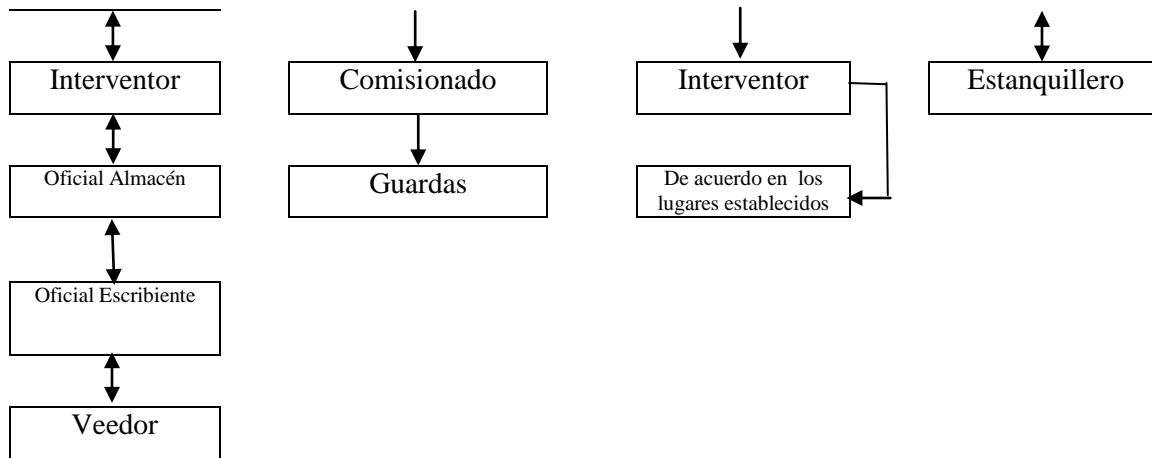 Interventor
Comisionado
Interventor
Estanquillero
Oficial Almacén
Guardas
De acuerdo en los
lugares establecidos
Oficial Escribiente
Veedor